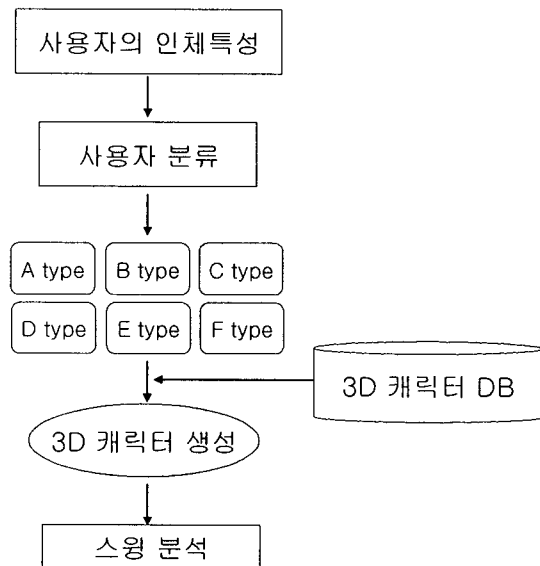 사용자의 인체특성
사용자 분류
A type B type C type
D type E type F type
3D 캐릭터 DB
3D 캐릭터 생성
스윙 분석